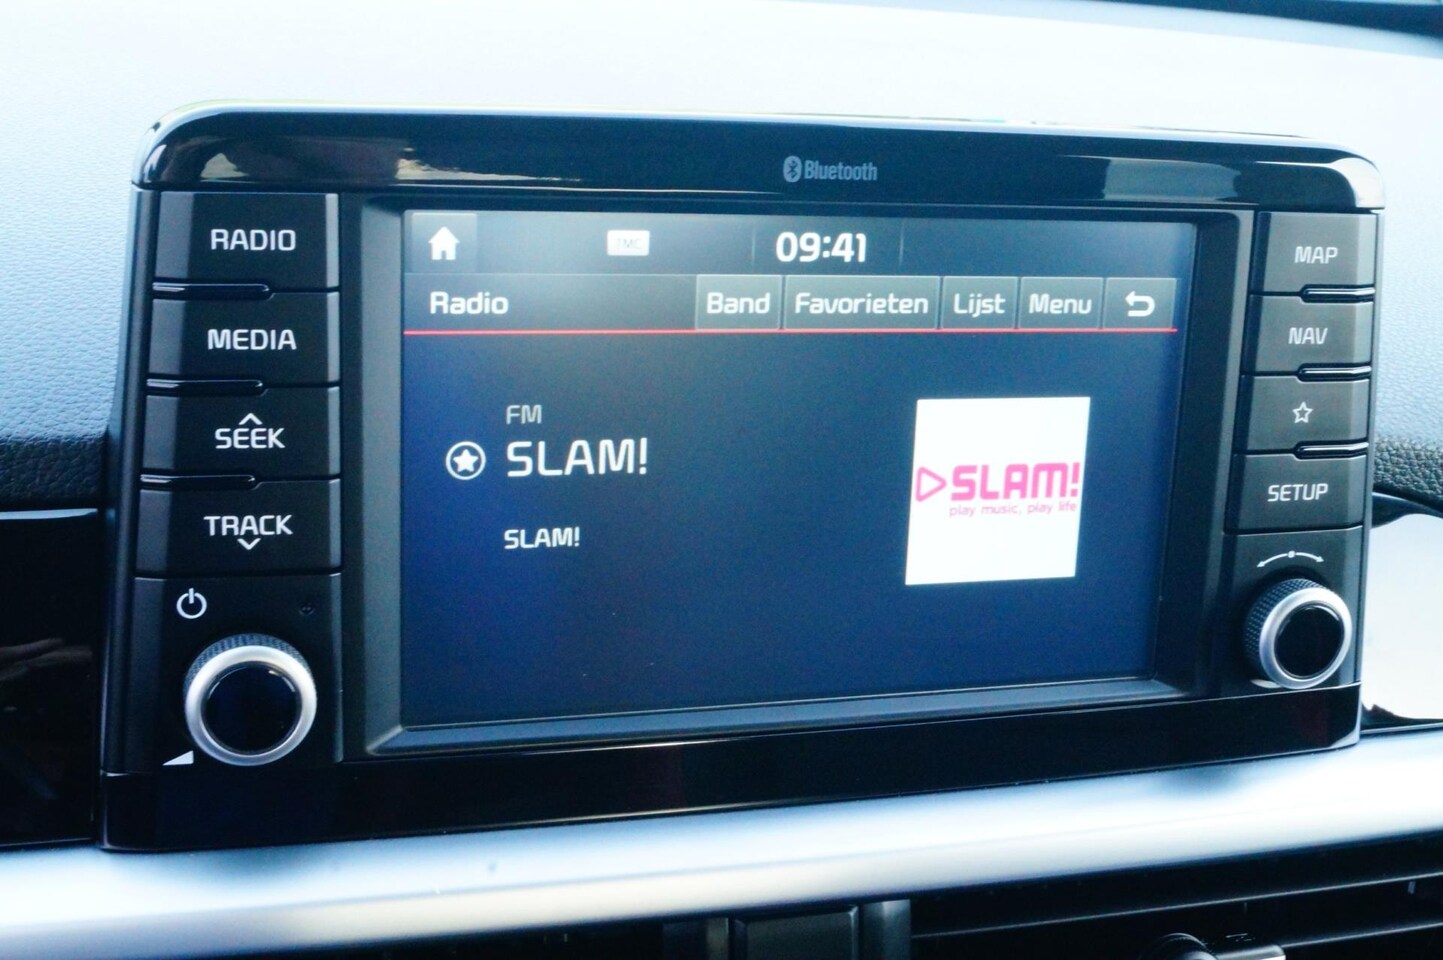 Bluetooth
RADIO
MEDIA
SEEK
TRACK
TMC
09:41
Radio
Band
Favorieten
Lijst
Menu
FM
SLAM!
SLAM!
SLAM!
play music, play life
MAP
NAV
SETUP